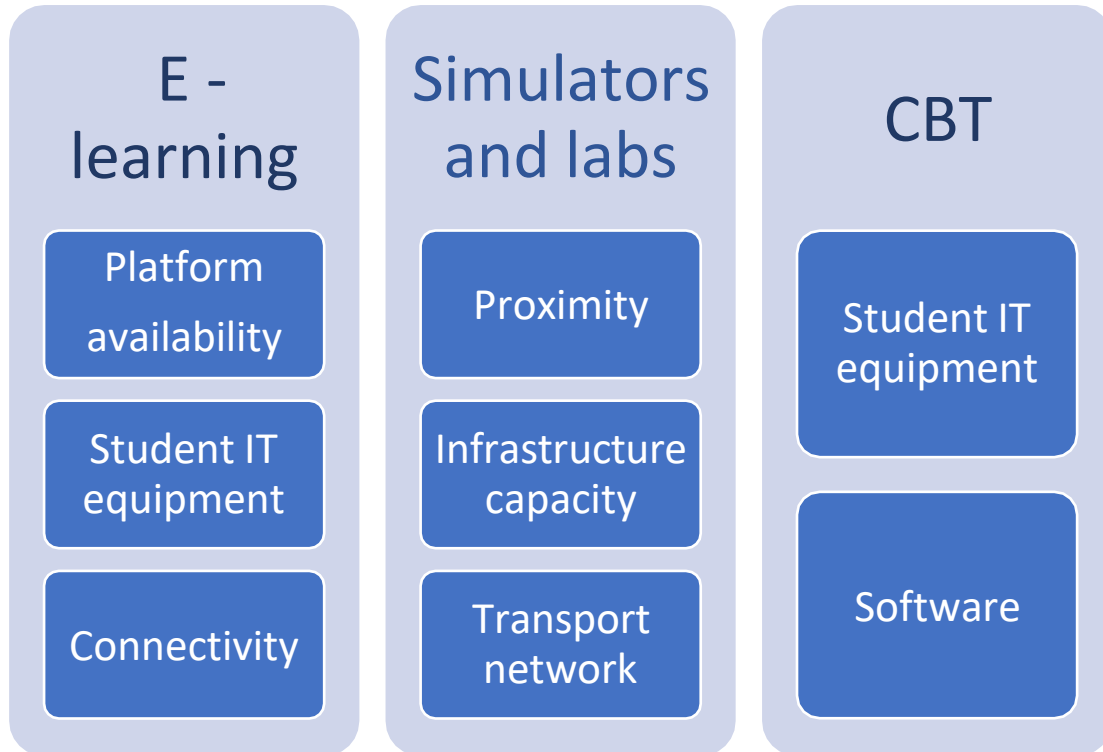 E -
learning
Platform
availability
Student IT
equipment
Connectivity
Simulators
and labs
Proximity
Infrastructure
capacity
Transport
network
CBT
Student IT
equipment
Software